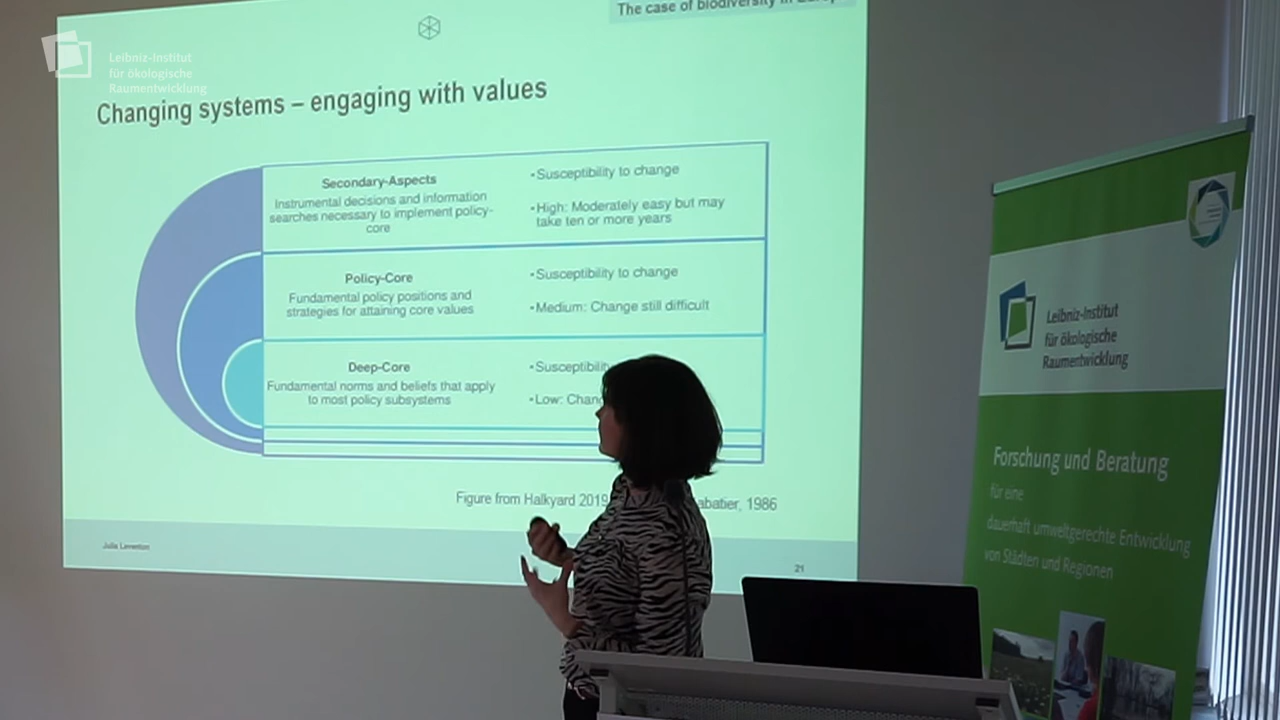 The case of biodiversity in Europe
Leibniz-Institut
für ökologische
Raumentwicklung
Changing systems – engaging with values
Secondary-Aspects
Instrumental decisions and information
searches necessary to implement policy-
core
•Susceptibility to change
•High: Moderately easy but may
take ten or more years
Policy-Core
Fundamental policy positions and
strategies for attaining core values
•Susceptibility to change
•Medium: Change still difficult
Deep-Core
Fundamental norms and beliefs that apply
to most policy subsystems
•Susceptibility
•Low: Chan
Figure from Halkyard 2019
abatier, 1986
Julia Leventon
21
Leibniz-Institut
für ökologische
Raumentwicklung
Forschung und Beratung
für eine
dauerhaft umweltgerechte Entwicklung
von Städten und Regionen